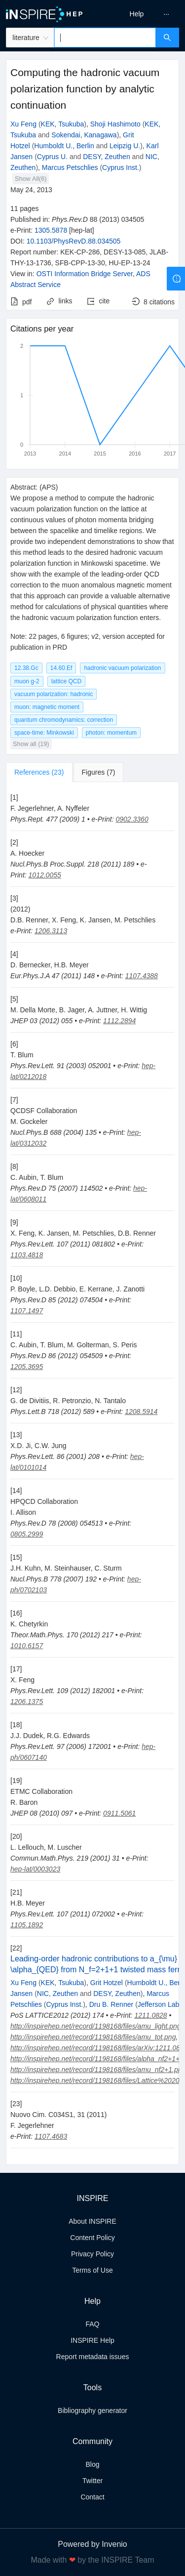 INSPIRE HEP
Help
...
literature
Computing the hadronic vacuum
polarization function by analytic
continuation
Xu Feng (KEK, Tsukuba), Shoji Hashimoto (KEK,
Tsukuba and Sokendai, Kanagawa), Grit
Hotzel (Humboldt U., Berlin and Leipzig U.), Karl
Jansen (Cyprus U. and DESY, Zeuthen and NIC,
Zeuthen), Marcus Petschlies (Cyprus Inst.)
Show All(6)
May 24, 2013
11 pages
Published in: Phys.Rev.D 88 (2013) 034505
e-Print: 1305.5878 [hep-lat]
DOI: 10.1103/PhysRevD.88.034505
Report number: KEK-CP-286, DESY-13-085, JLAB-
THY-13-1736, SFB-CPP-13-30, HU-EP-13-24
View in: OSTI Information Bridge Server, ADS
Abstract Service
pdf links cite 8 citations
Citations per year
2
1
0
2013 2014 2015 2016 2017
Abstract: (APS)
We propose a method to compute the hadronic
vacuum polarization function on the lattice at
continuous values of photon momenta bridging
between the spacelike and timelike regions. We
provide two independent demonstrations to show that
this approach leads to the desired hadronic vacuum
polarization in Minkowski spacetime. We
show with the example of the leading-order QCD
correction to the muon anomalous magnetic moment
that this approach can provide a valuable alternative
method for calculations of physical quantities where
the hadronic vacuum polarization function enters.
Note: 22 pages, 6 figures; v2, version accepted for
publication in PRD
12.38.Gc
14.60.Ef
hadronic vacuum polarization
muon g-2
lattice QCD
vacuum polarization: hadronic
muon: magnetic moment
quantum chromodynamics: correction
space-time: Minkowski
photon: momentum
Show all (19)
References (23)
Figures (7)
[1]
F. Jegerlehner, A. Nyffeler
Phys.Rept. 477 (2009) 1 • e-Print: 0902.3360
[2]
A. Hoecker
Nucl.Phys.B Proc.Suppl. 218 (2011) 189 • e-
Print: 1012.0055
[3]
(2012)
D.B. Renner, X. Feng, K. Jansen, M. Petschlies
e-Print: 1206.3113
[4]
D. Bernecker, H.B. Meyer
Eur.Phys.J.A 47 (2011) 148 • e-Print: 1107.4388
[5]
M. Della Morte, B. Jager, A. Juttner, H. Wittig
JHEP 03 (2012) 055 • e-Print: 1112.2894
[6]
T. Blum
Phys.Rev.Lett. 91 (2003) 052001 • e-Print: hep-
lat/0212018
[7]
QCDSF Collaboration
M. Gockeler
Nucl.Phys.B 688 (2004) 135 • e-Print: hep-
lat/0312032
[8]
C. Aubin, T. Blum
Phys.Rev.D 75 (2007) 114502 • e-Print: hep-
lat/0608011
[9]
X. Feng, K. Jansen, M. Petschlies, D.B. Renner
Phys.Rev.Lett. 107 (2011) 081802 • e-Print:
1103.4818
[10]
P. Boyle, L.D. Debbio, E. Kerrane, J. Zanotti
Phys.Rev.D 85 (2012) 074504 • e-Print:
1107.1497
[11]
C. Aubin, T. Blum, M. Golterman, S. Peris
Phys.Rev.D 86 (2012) 054509 • e-Print:
1205.3695
[12]
G. de Divitiis, R. Petronzio, N. Tantalo
Phys.Lett.B 718 (2012) 589 • e-Print: 1208.5914
[13]
X.D. Ji, C.W. Jung
Phys.Rev.Lett. 86 (2001) 208 • e-Print: hep-
lat/0101014
[14]
HPQCD Collaboration
I. Allison
Phys.Rev.D 78 (2008) 054513 • e-Print:
0805.2999
[15]
J.H. Kuhn, M. Steinhauser, C. Sturm
Nucl.Phys.B 778 (2007) 192 • e-Print: hep-
ph/0702103
[16]
K. Chetyrkin
Theor.Math.Phys. 170 (2012) 217 • e-Print:
1010.6157
[17]
X. Feng
Phys.Rev.Lett. 109 (2012) 182001 • e-Print:
1206.1375
[18]
J.J. Dudek, R.G. Edwards
Phys.Rev.Lett. 97 (2006) 172001 • e-Print: hep-
ph/0607140
[19]
ETMC Collaboration
R. Baron
JHEP 08 (2010) 097 • e-Print: 0911.5061
[20]
L. Lellouch, M. Luscher
Commun.Math.Phys. 219 (2001) 31 • e-Print:
hep-lat/0003023
[21]
H.B. Meyer
Phys.Rev.Lett. 107 (2011) 072002 • e-Print:
1105.1892
[22]
Leading-order hadronic contributions to a_{\mu}
\alpha_{QED} from N_f=2+1+1 twisted mass fer
Xu Feng (KEK, Tsukuba), Grit Hotzel (Humboldt U., Ber
Jansen (NIC, Zeuthen and DESY, Zeuthen), Marcus
Petschlies (Cyprus Inst.), Dru B. Renner (Jefferson Lab
PoS LATTICE2012 (2012) 174 • e-Print: 1211.0828 •
http://inspirehep.net/record/1198168/files/amu_light.png
http://inspirehep.net/record/1198168/files/amu_tot.png,
http://inspirehep.net/record/1198168/files/arXiv:1211.08
http://inspirehep.net/record/1198168/files/alpha_nf2+1+
http://inspirehep.net/record/1198168/files/amu_nf2+1.p
http://inspirehep.net/record/1198168/files/Lattice%2020
[23]
Nuovo Cim. C034S1, 31 (2011)
F. Jegerlehner
e-Print: 1107.4683
INSPIRE
About INSPIRE
Content Policy
Privacy Policy
Terms of Use
Help
FAQ
INSPIRE Help
Report metadata issues
Tools
Bibliography generator
Community
Blog
Twitter
Contact
Powered by Invenio
Made with ❤ by the INSPIRE Team